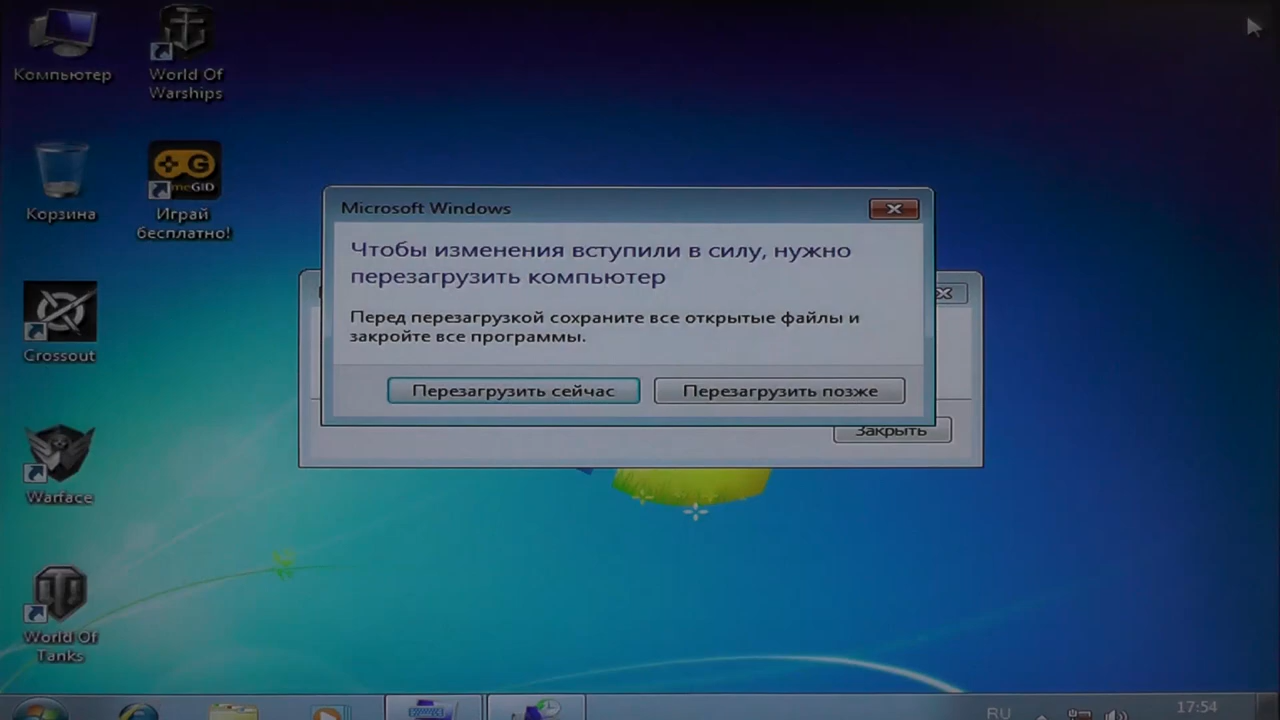 Компьютер
World Of
Warships
Корзина
G
meGID
Играй
бесплатно!
Crossout
Warface
World Of
Tanks
Microsoft Windows
Чтобы изменения вступили в силу, нужно
перезагрузить компьютер
Перед перезагрузкой сохраните все открытые файлы и
закройте все программы.
Перезагрузить сейчас
Перезагрузить позже
Закрыть
RU
17:54